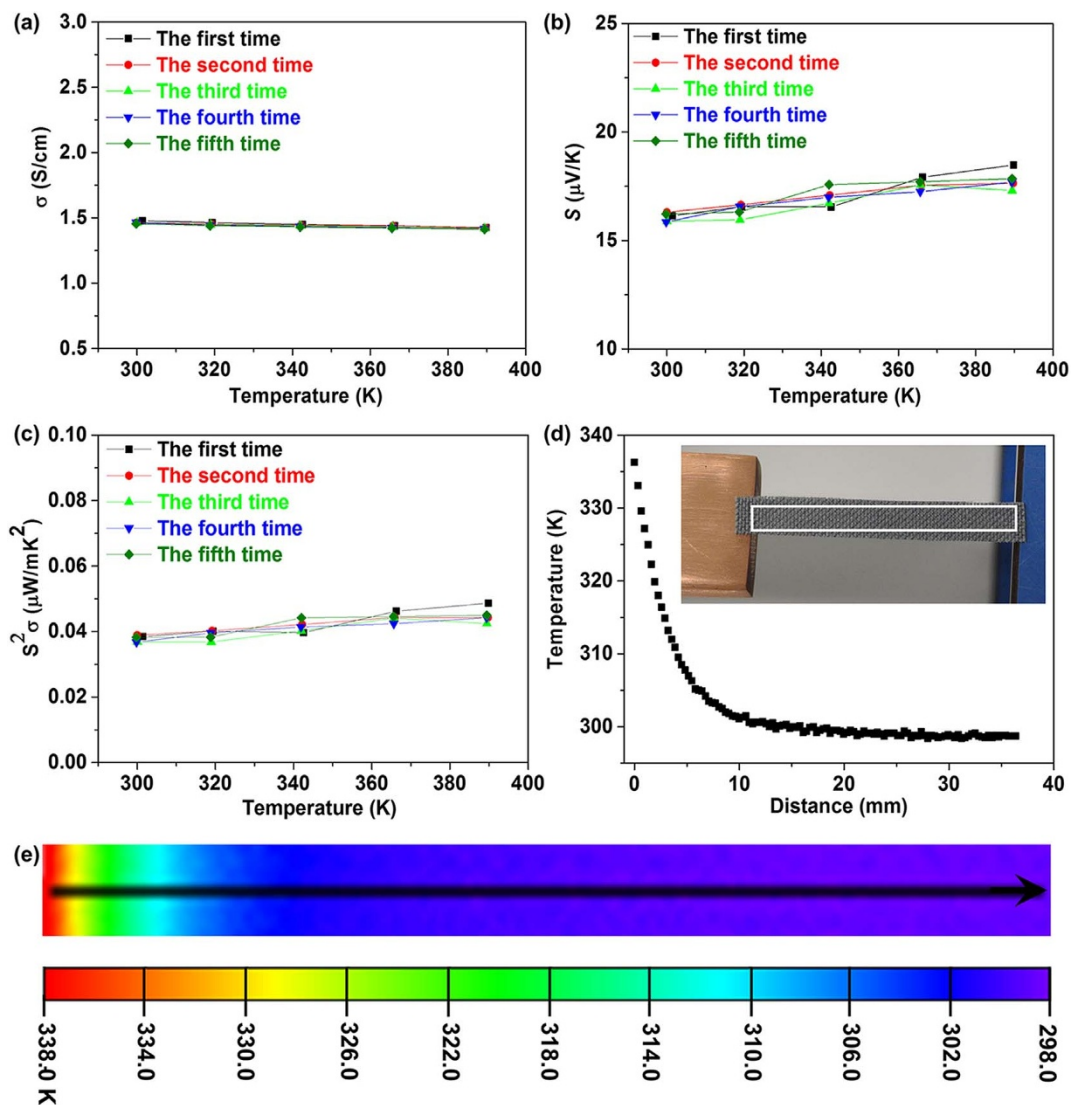 (a)
3.0
2.5
2.0
1.5
1.0
0.5
σ (S/cm)
The first time
The second time
The third time
The fourth time
The fifth time
300 320 340 360 380 400
Temperature (K)
(b)
25
20
15
10
S (μV/K)
The first time
The second time
The third time
The fourth time
The fifth time
300 320 340 360 380 400
Temperature (K)
(c)
0.10
0.08
0.06
0.04
0.02
0.00
S²σ (μW/mK²)
The first time
The second time
The third time
The fourth time
The fifth time
300 320 340 360 380 400
Temperature (K)
(d)
340
330
320
310
300
Temperature (K)
0 10 20 30 40
Distance (mm)
(e)
338.0 K 334.0 330.0 326.0 322.0 318.0 314.0 310.0 306.0 302.0 298.0